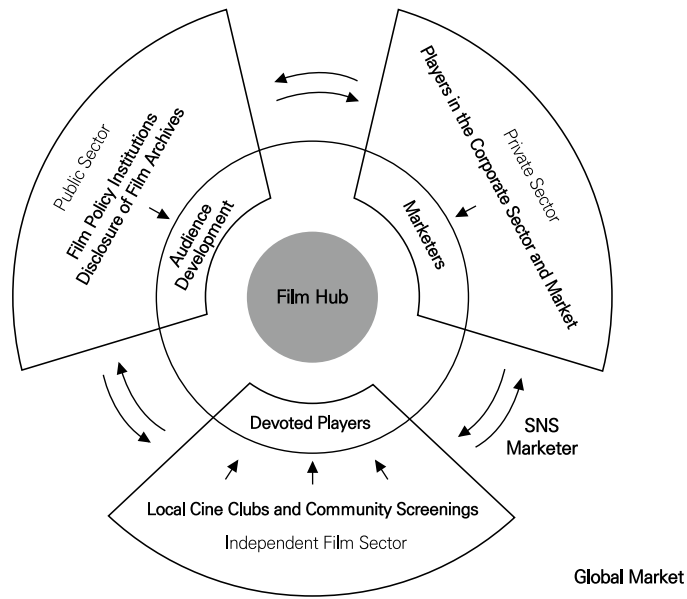 Public Sector
Film Policy Institutions
Disclosure of Film Archives
Audience
Development
Players in the Corporate Sector and Market
Private Sector
Marketers
Film Hub
Devoted Players
SNS
Marketer
Local Cine Clubs and Community Screenings
Independent Film Sector
Global Market